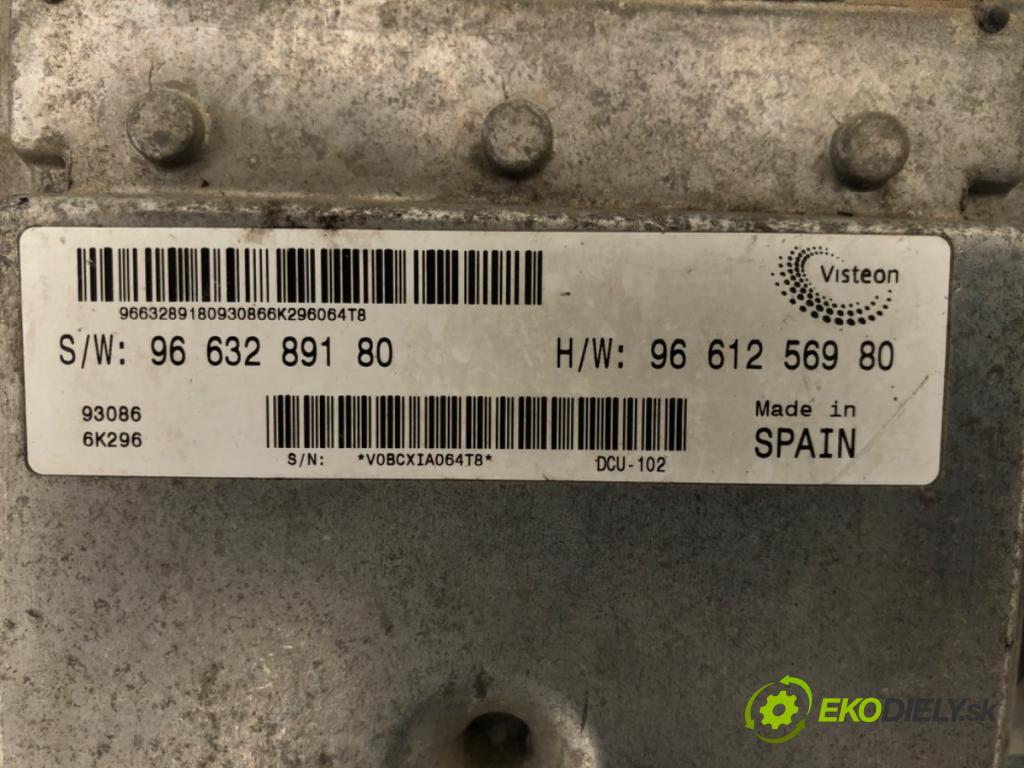 Visteon
9663289180930866K296064T8
S/W: 96 632 891 80 H/W: 96 612 569 80
93086
6K296
Made in
SPAIN
S/N: *V0BCXIA064T8* DCU-102
EKODIELY.sk